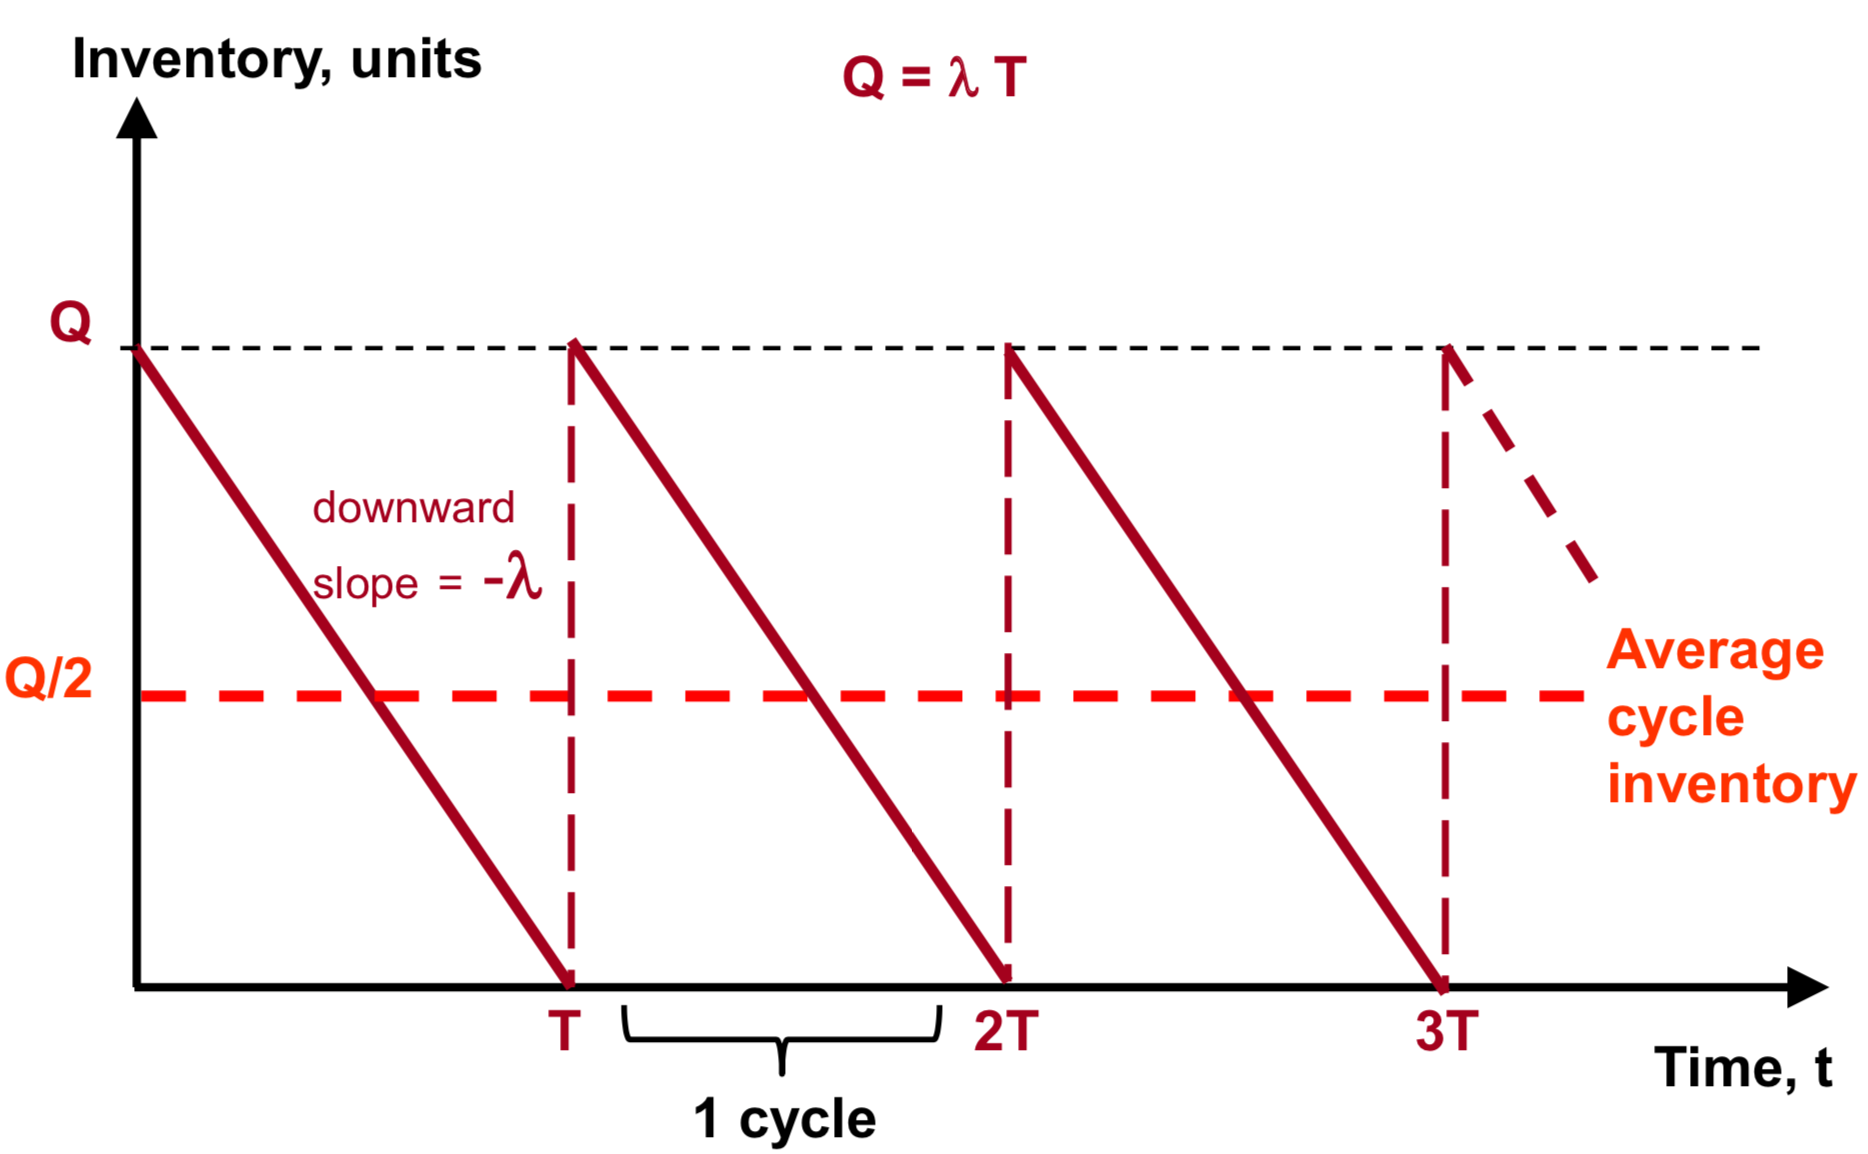 Inventory, units
Q = λ T
Q
downward
slope = -λ
Q/2
Average
cycle
inventory
T
2T
3T
Time, t
1 cycle